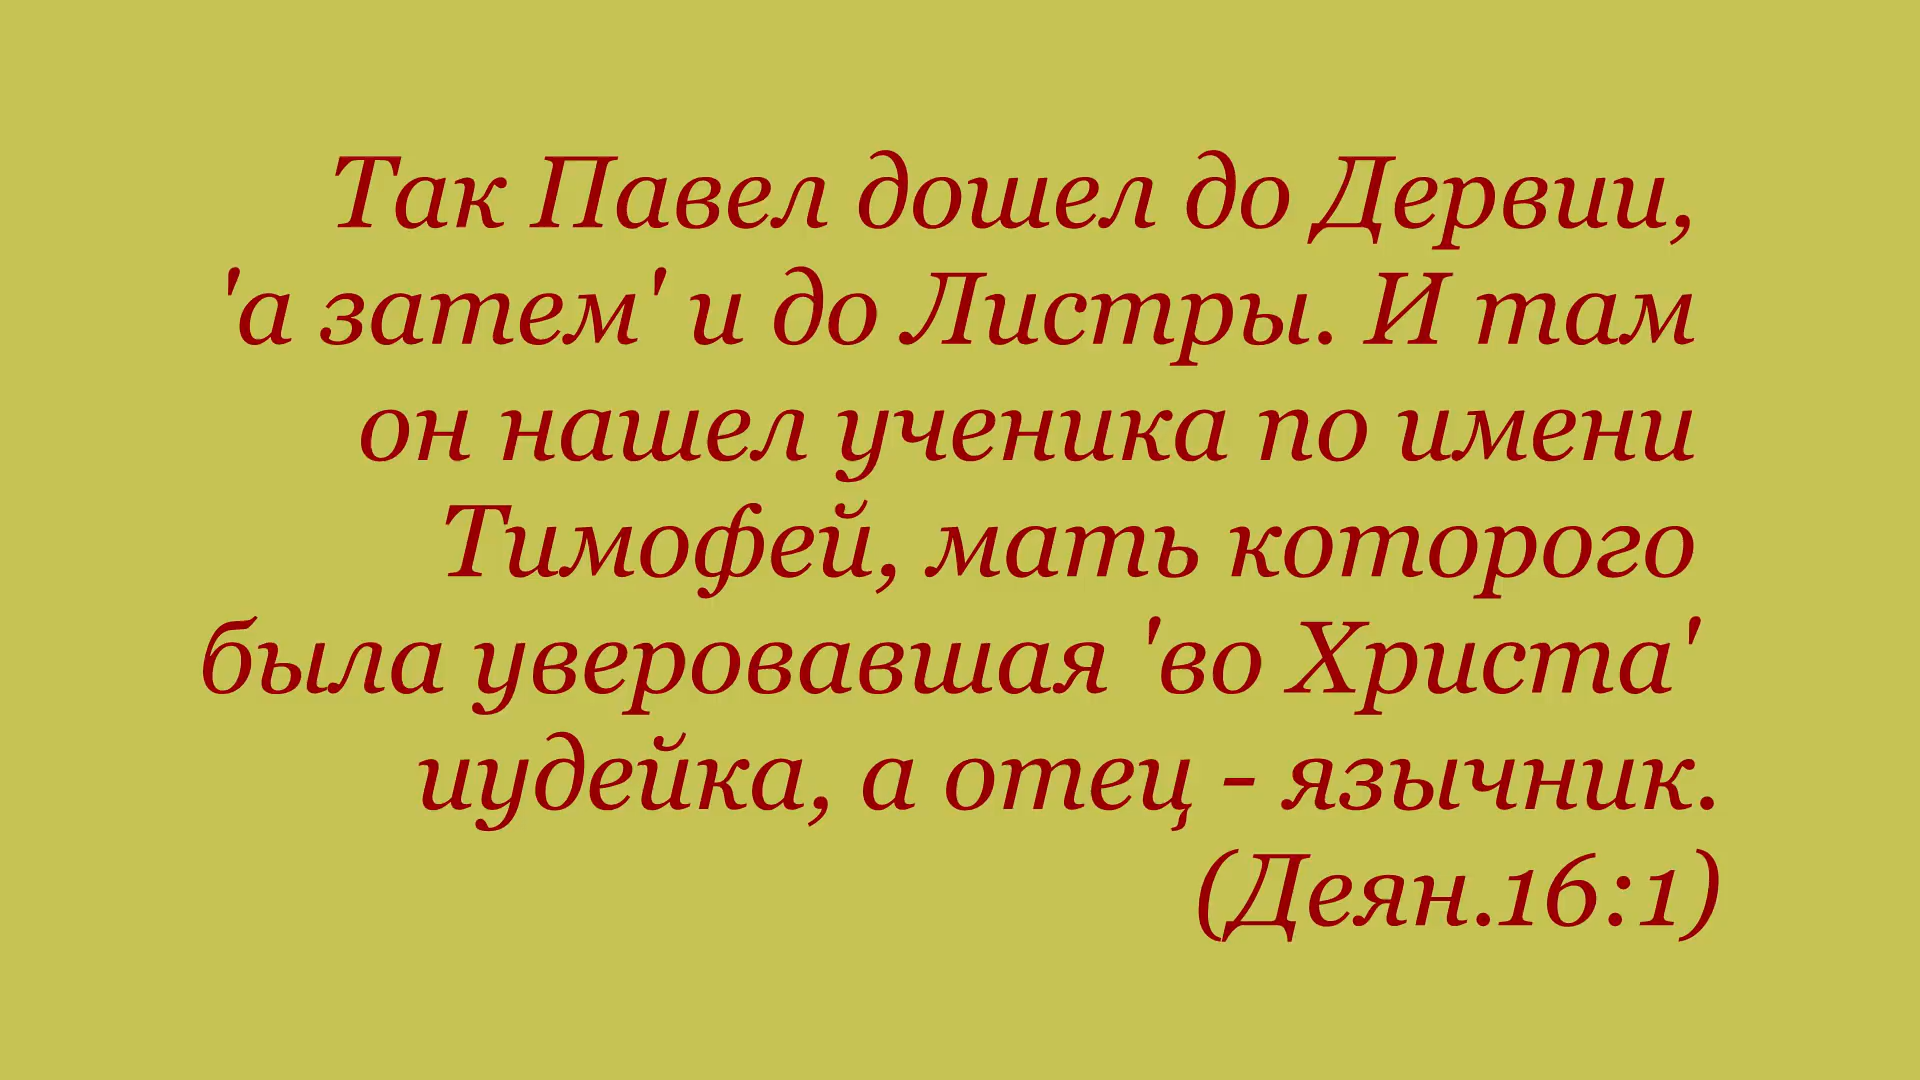 Так Павел дошел до Дервии,
'а затем' и до Листры. И там
он нашел ученика по имени
Тимофей, мать которого
была уверовавшая 'во Христа'
иудейка, а отец - язычник.
(Деян.16:1)